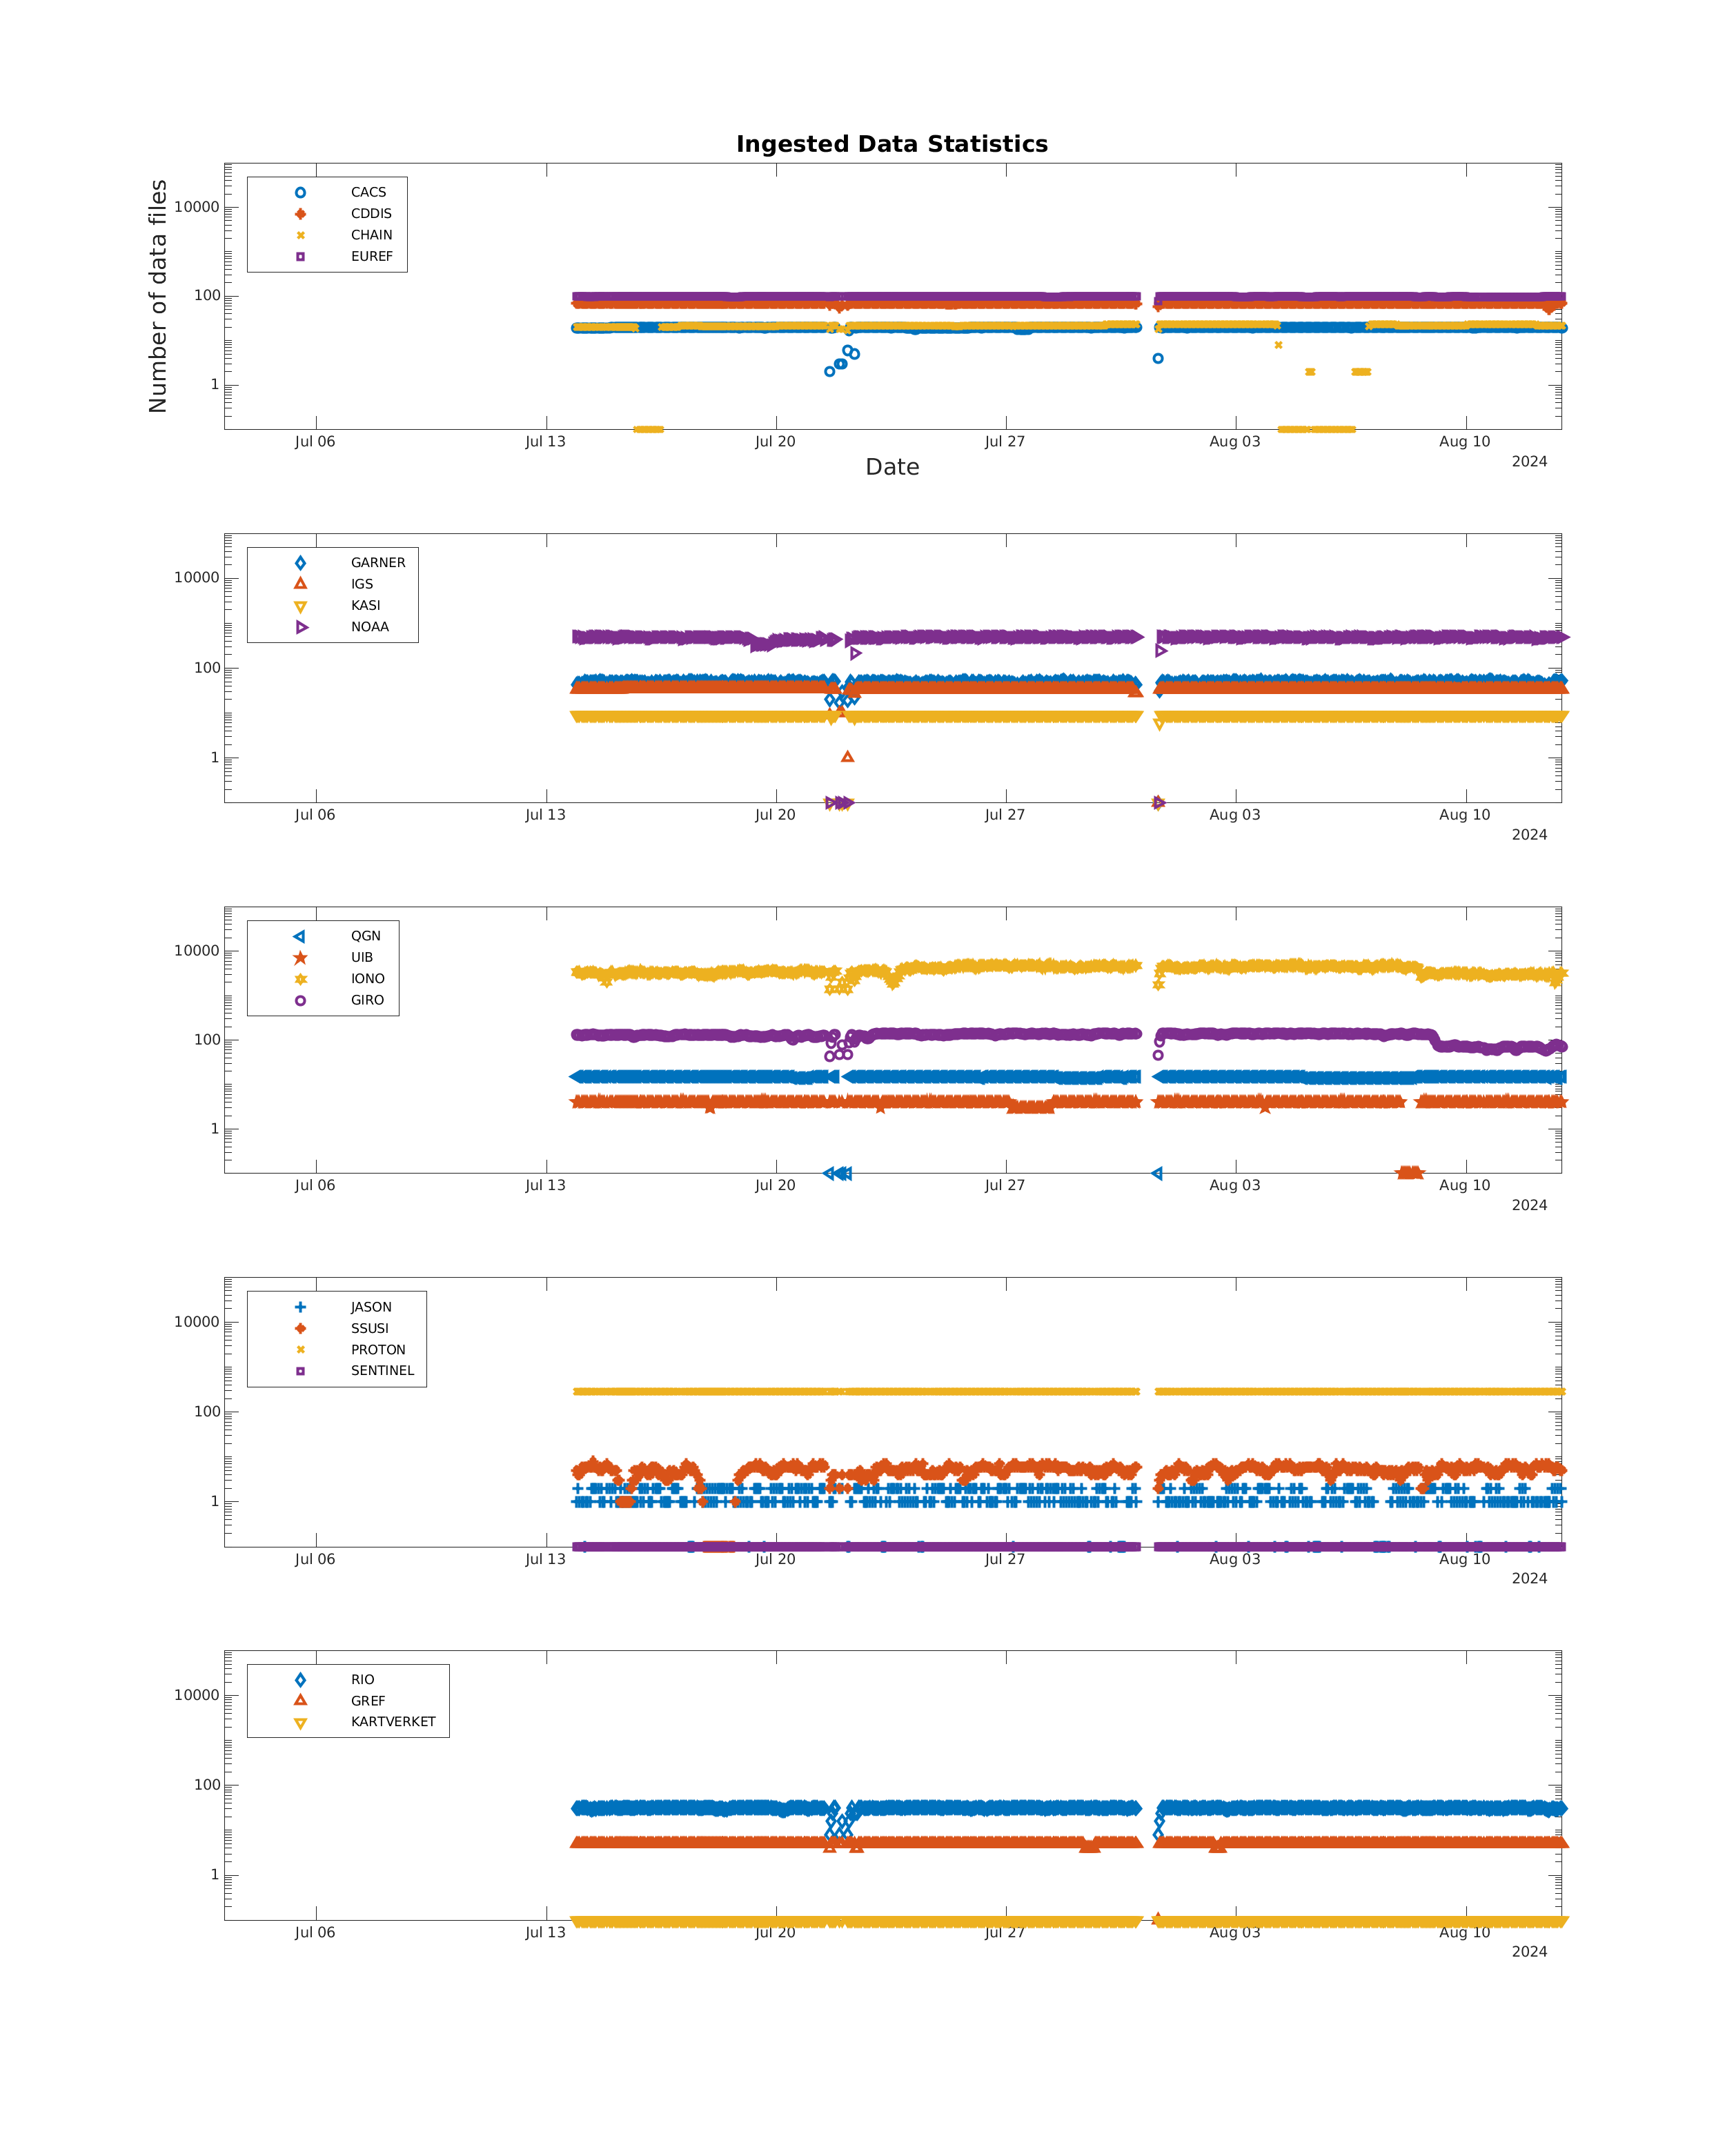 Ingested Data Statistics
Number of data files
CACS
CDDIS
CHAIN
EUREF
10000
100
1
Jul 06 Jul 13 Jul 20 Jul 27 Aug 03 Aug 10
2024
Date
GARNER
IGS
KASI
NOAA
10000
100
1
Jul 06 Jul 13 Jul 20 Jul 27 Aug 03 Aug 10
2024
QGN
UIB
IONO
GIRO
10000
100
1
Jul 06 Jul 13 Jul 20 Jul 27 Aug 03 Aug 10
2024
JASON
SSUSI
PROTON
SENTINEL
10000
100
1
Jul 06 Jul 13 Jul 20 Jul 27 Aug 03 Aug 10
2024
RIO
GREF
KARTVERKET
10000
100
1
Jul 06 Jul 13 Jul 20 Jul 27 Aug 03 Aug 10
2024